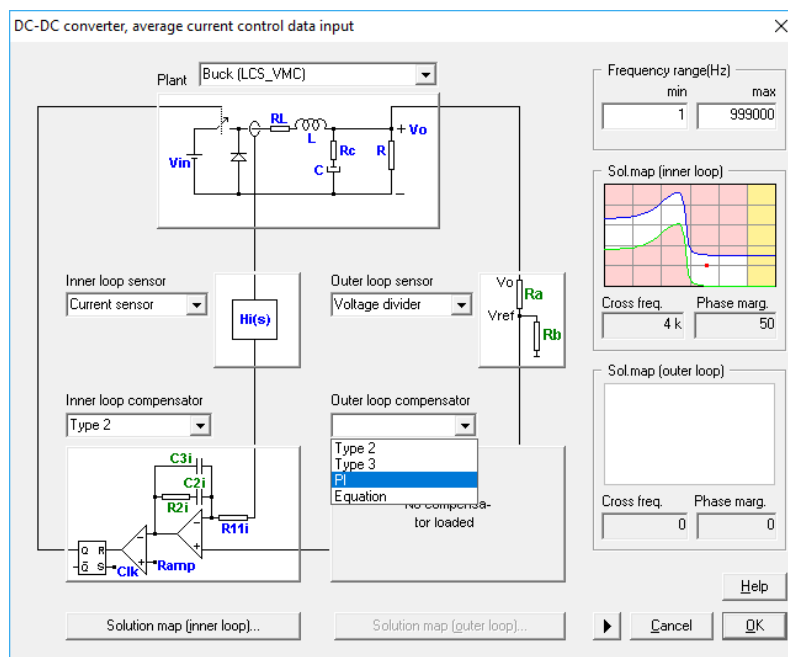 DC-DC converter, average current control data input
Plant
Buck (LCS_VMC)
RL
L
+ Vo
Rc
R
C
Vin
Frequency range(Hz)
min
max
1
999000
Sol.map (inner loop)
Cross freq.
Phase marg.
4 k
50
Inner loop sensor
Current sensor
Hi(s)
Outer loop sensor
Voltage divider
Vo
Ra
Vref
Rb
Sol.map (outer loop)
Cross freq.
Phase marg.
0
0
Inner loop compensator
Type 2
C3i
C2i
R2i
R11i
Q R
Q S
Clk
Ramp
Outer loop compensator
Type 2
Type 3
PI
Equation
No compensa-
tor loaded
Help
Solution map (inner loop)...
Solution map (outer loop)...
Cancel
OK